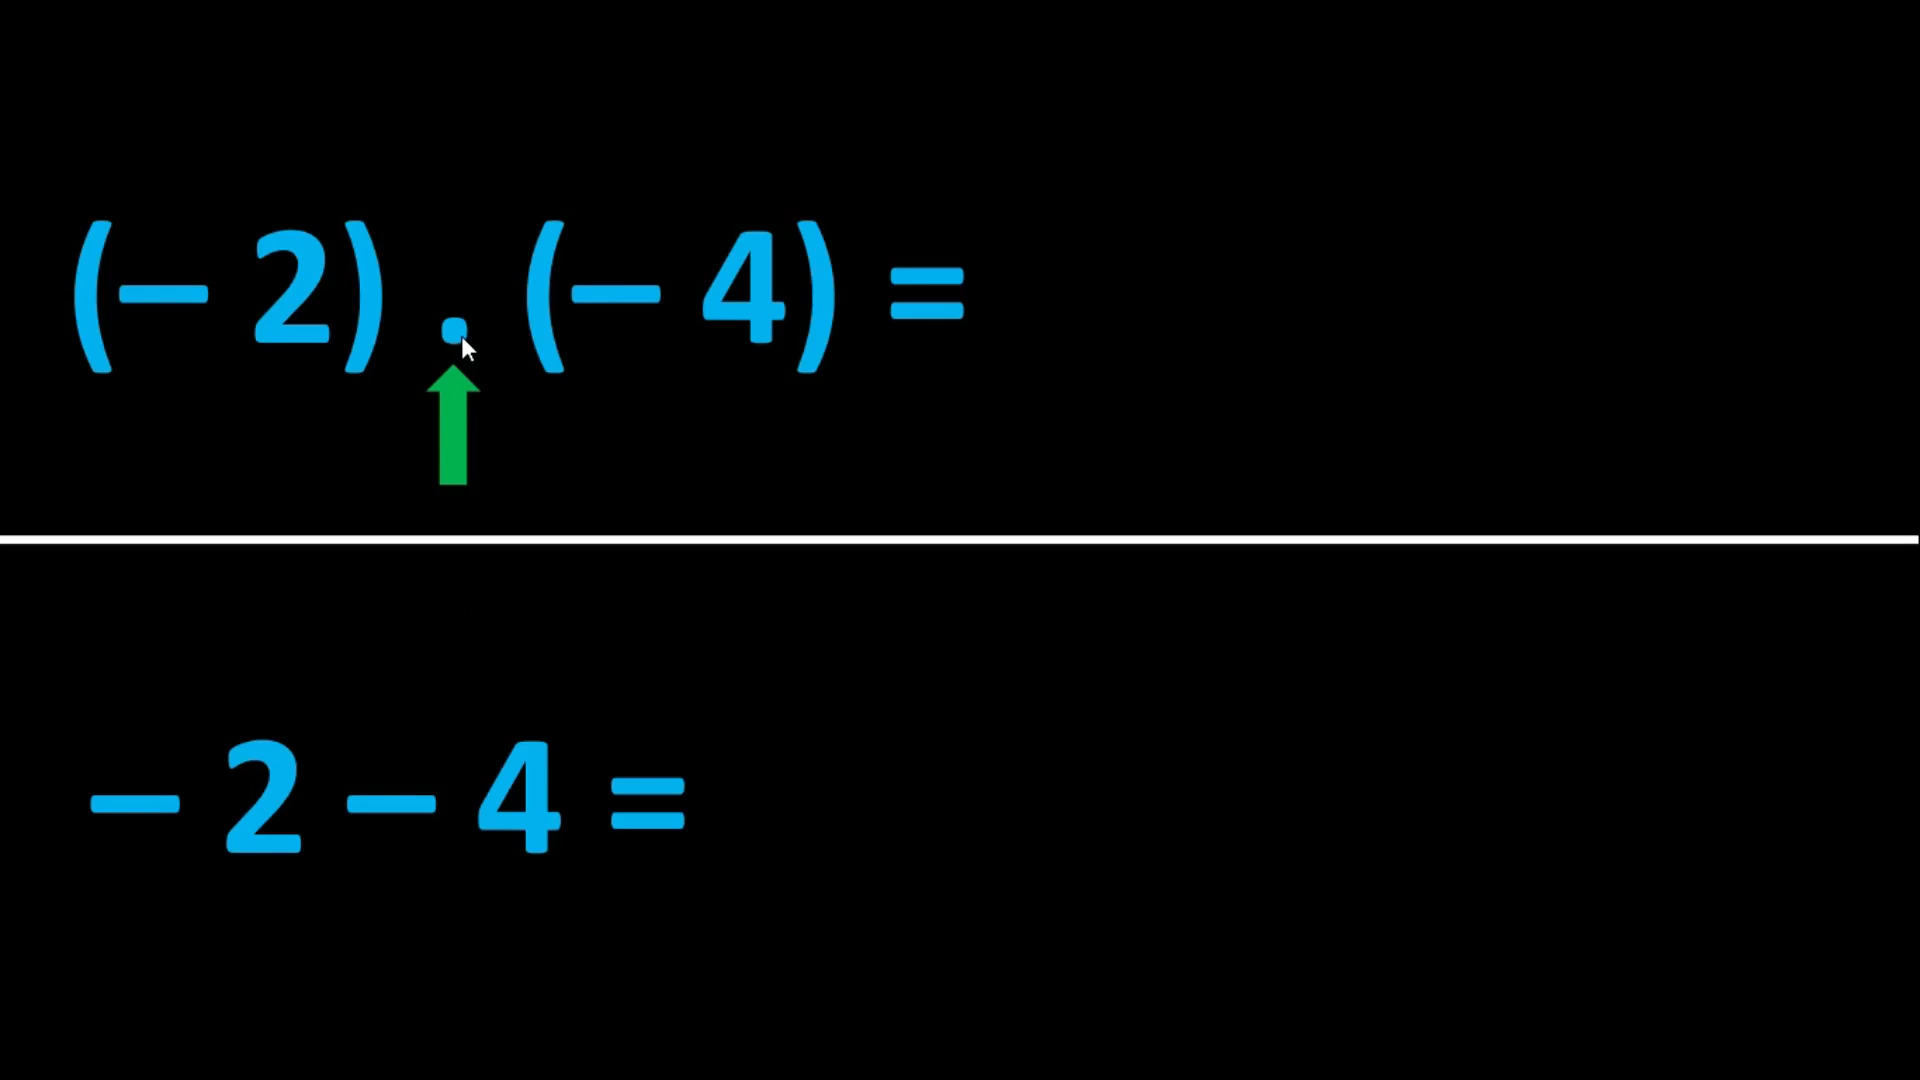 (– 2) . (– 4) =
– 2 – 4 =